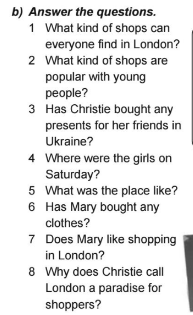 b) Answer the questions.
1 What kind of shops can
everyone find in London?
2 What kind of shops are
popular with young
people?
3 Has Christie bought any
presents for her friends in
Ukraine?
4 Where were the girls on
Saturday?
5 What was the place like?
6 Has Mary bought any
clothes?
7 Does Mary like shopping
in London?
8 Why does Christie call
London a paradise for
shoppers?